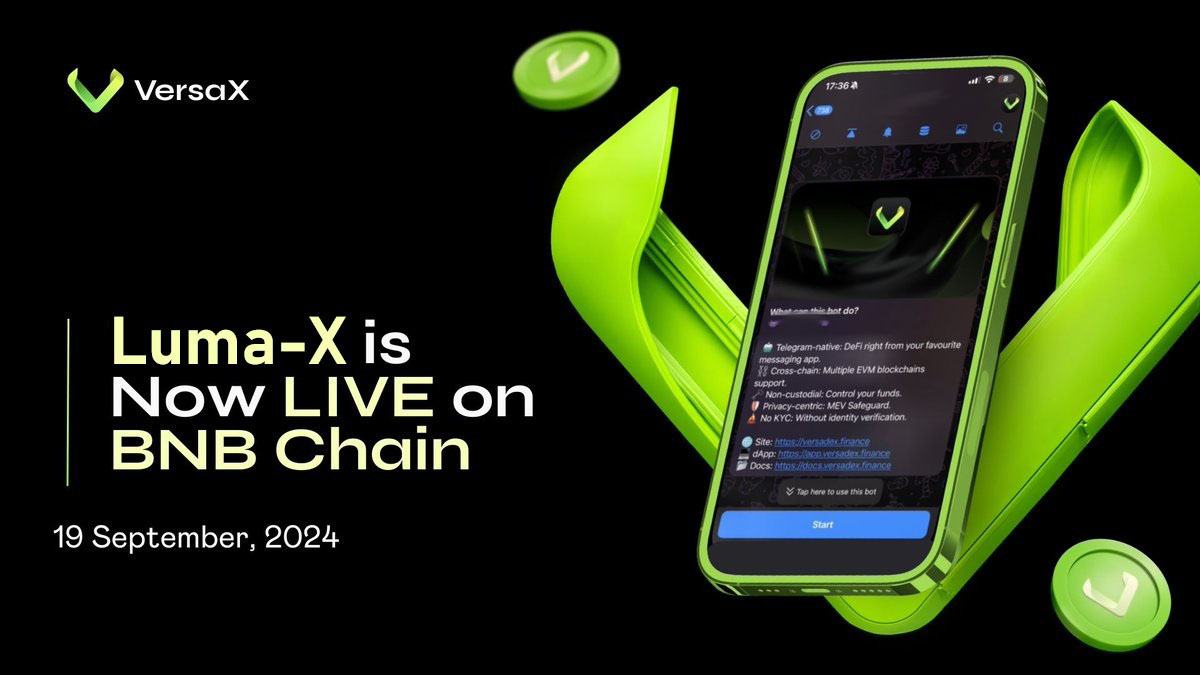 VersaX
Luma-X is
Now LIVE on
BNB Chain
19 September, 2024
17:36
738
What can this bot do?
Telegram-native: DeFi right from your favourite
messaging app.
Cross-chain: Multiple EVM blockchains
support.
Non-custodial: Control your funds.
Privacy-centric: MEV Safeguard.
No KYC: Without identity verification.
Site: https://versadex.finance
dApp: https://app.versadex.finance
Docs: https://docs.versadex.finance
Tap here to use this bot
Start